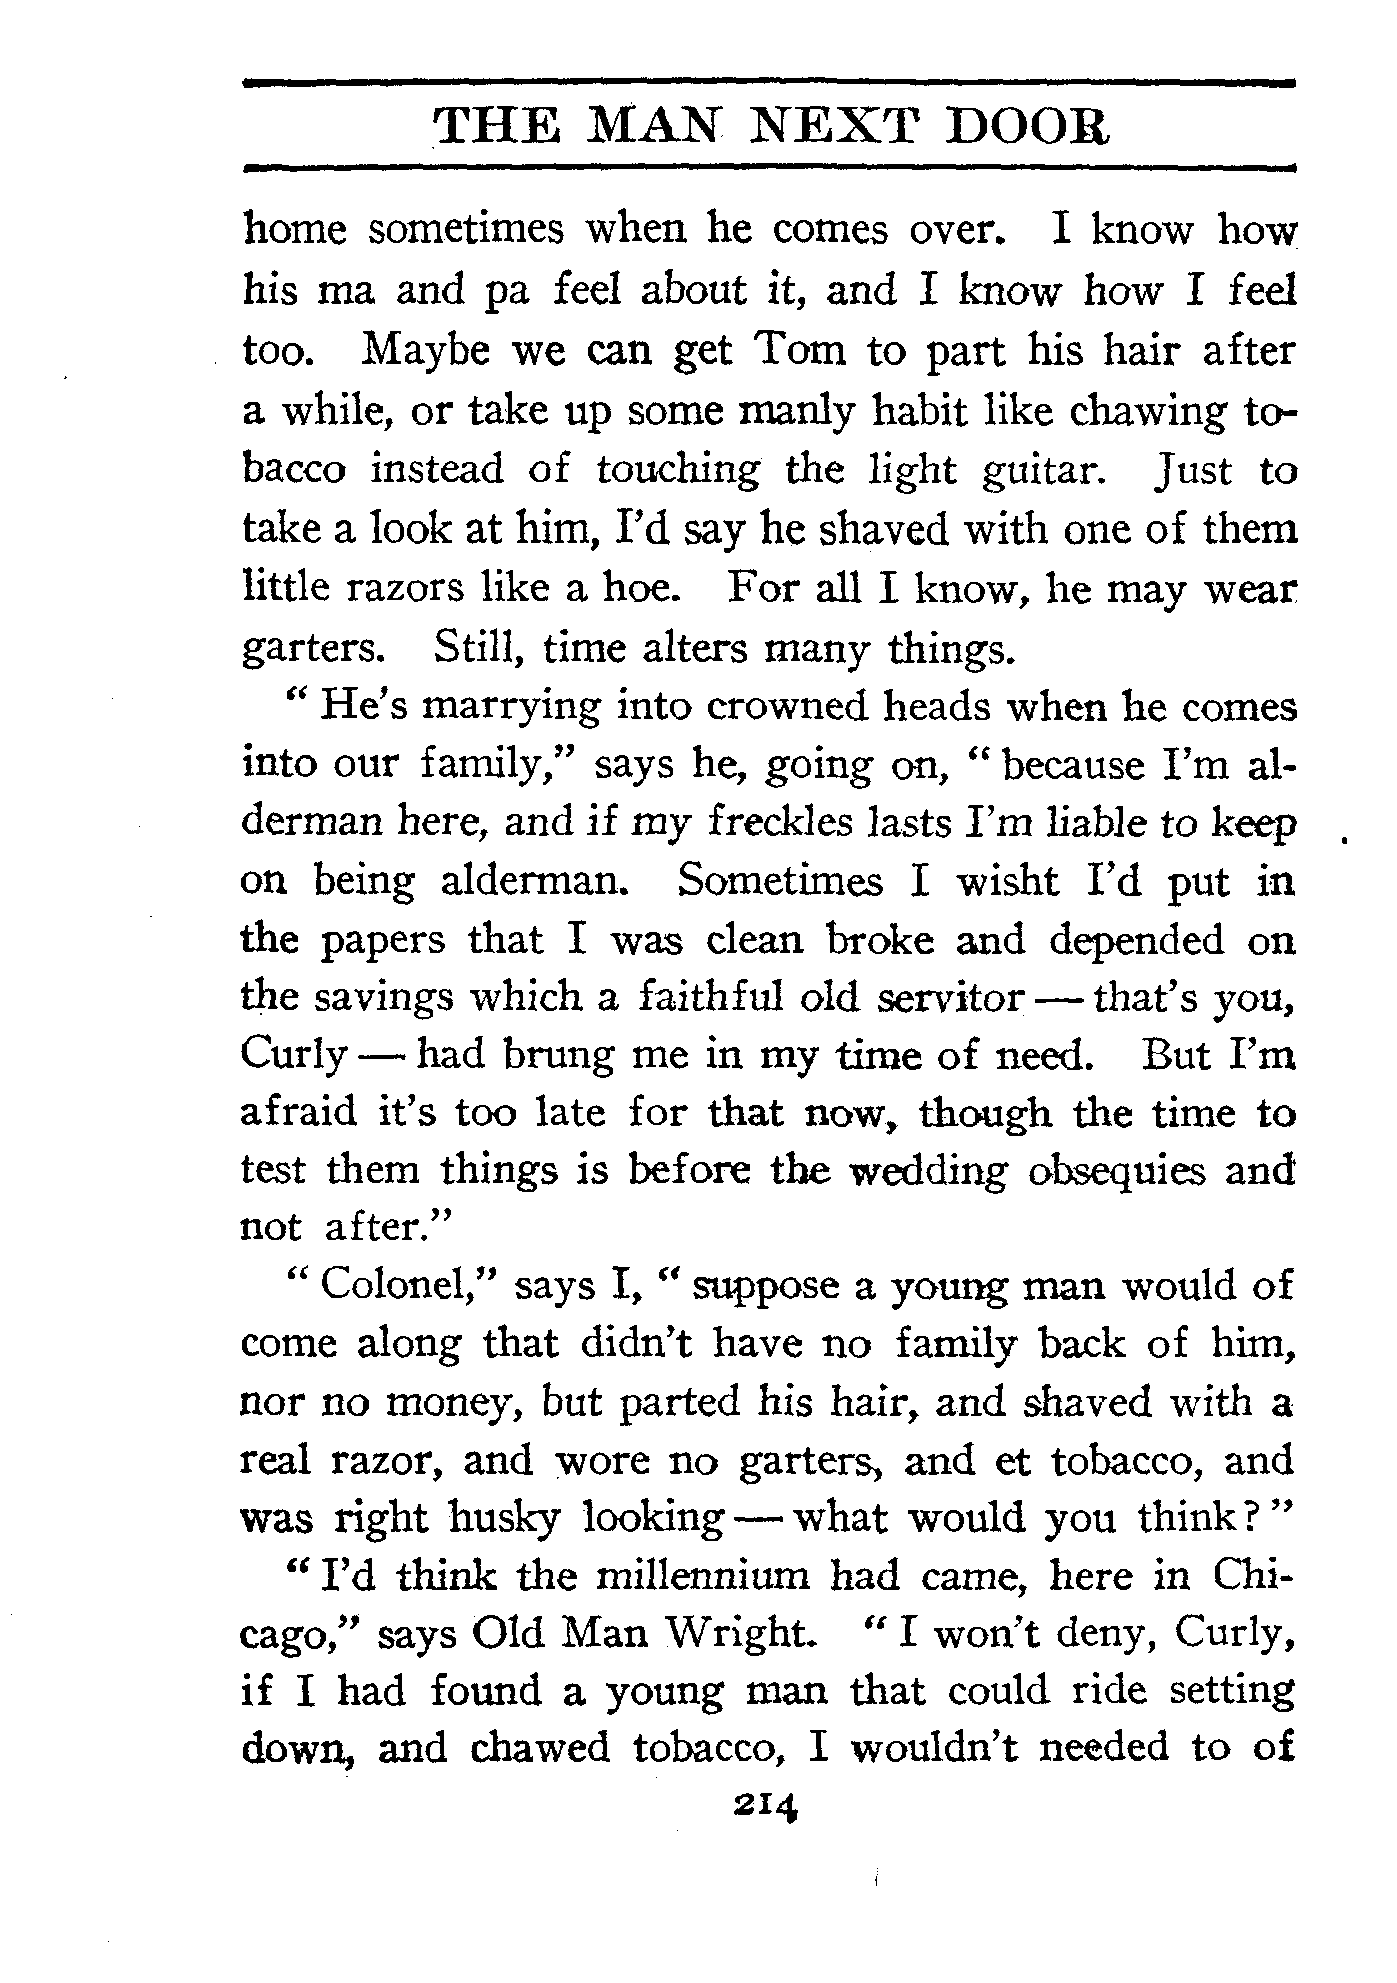 THE MAN NEXT DOOR
home sometimes when he comes over. I know how
his ma and pa feel about it, and I know how I feel
too. Maybe we can get Tom to part his hair after
a while, or take up some manly habit like chawing to-
bacco instead of touching the light guitar. Just to
take a look at him, I'd say he shaved with one of them
little razors like a hoe. For all I know, he may wear
garters. Still, time alters many things.
“ He's marrying into crowned heads when he comes
into our family,” says he, going on, “ because I'm al-
derman here, and if my freckles lasts I'm liable to keep
on being alderman. Sometimes I wisht I'd put in
the papers that I was clean broke and depended on
the savings which a faithful old servitor — that's you,
Curly — had brung me in my time of need. But I'm
afraid it's too late for that now, though the time to
test them things is before the wedding obsequies and
not after.”
“ Colonel,” says I, “ suppose a young man would of
come along that didn't have no family back of him,
nor no money, but parted his hair, and shaved with a
real razor, and wore no garters, and et tobacco, and
was right husky looking — what would you think? ”
“ I'd think the millennium had came, here in Chi-
cago,” says Old Man Wright. “ I won't deny, Curly,
if I had found a young man that could ride setting
down, and chawed tobacco, I wouldn't needed to of
214